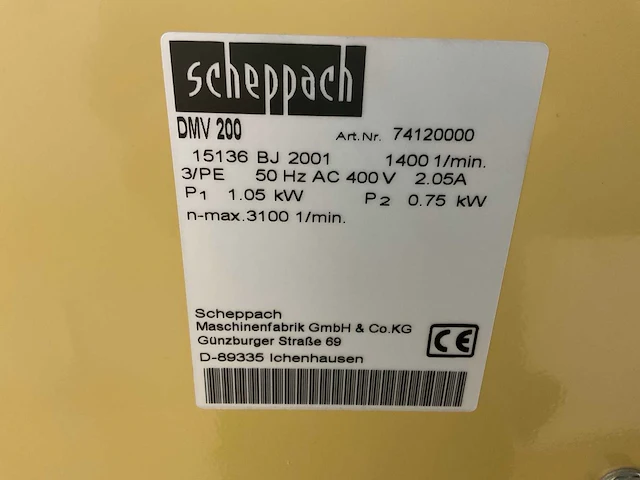 scheppach
DMV 200 Art.Nr. 74120000
15136 BJ 2001 1400 1/min.
3/PE 50 Hz AC 400 V 2.05A
P1 1.05 kW P2 0.75 kW
n-max.3100 1/min.
Scheppach
Maschinenfabrik GmbH & Co.KG
Günzburger Straße 69
D-89335 Ichenhausen
CE